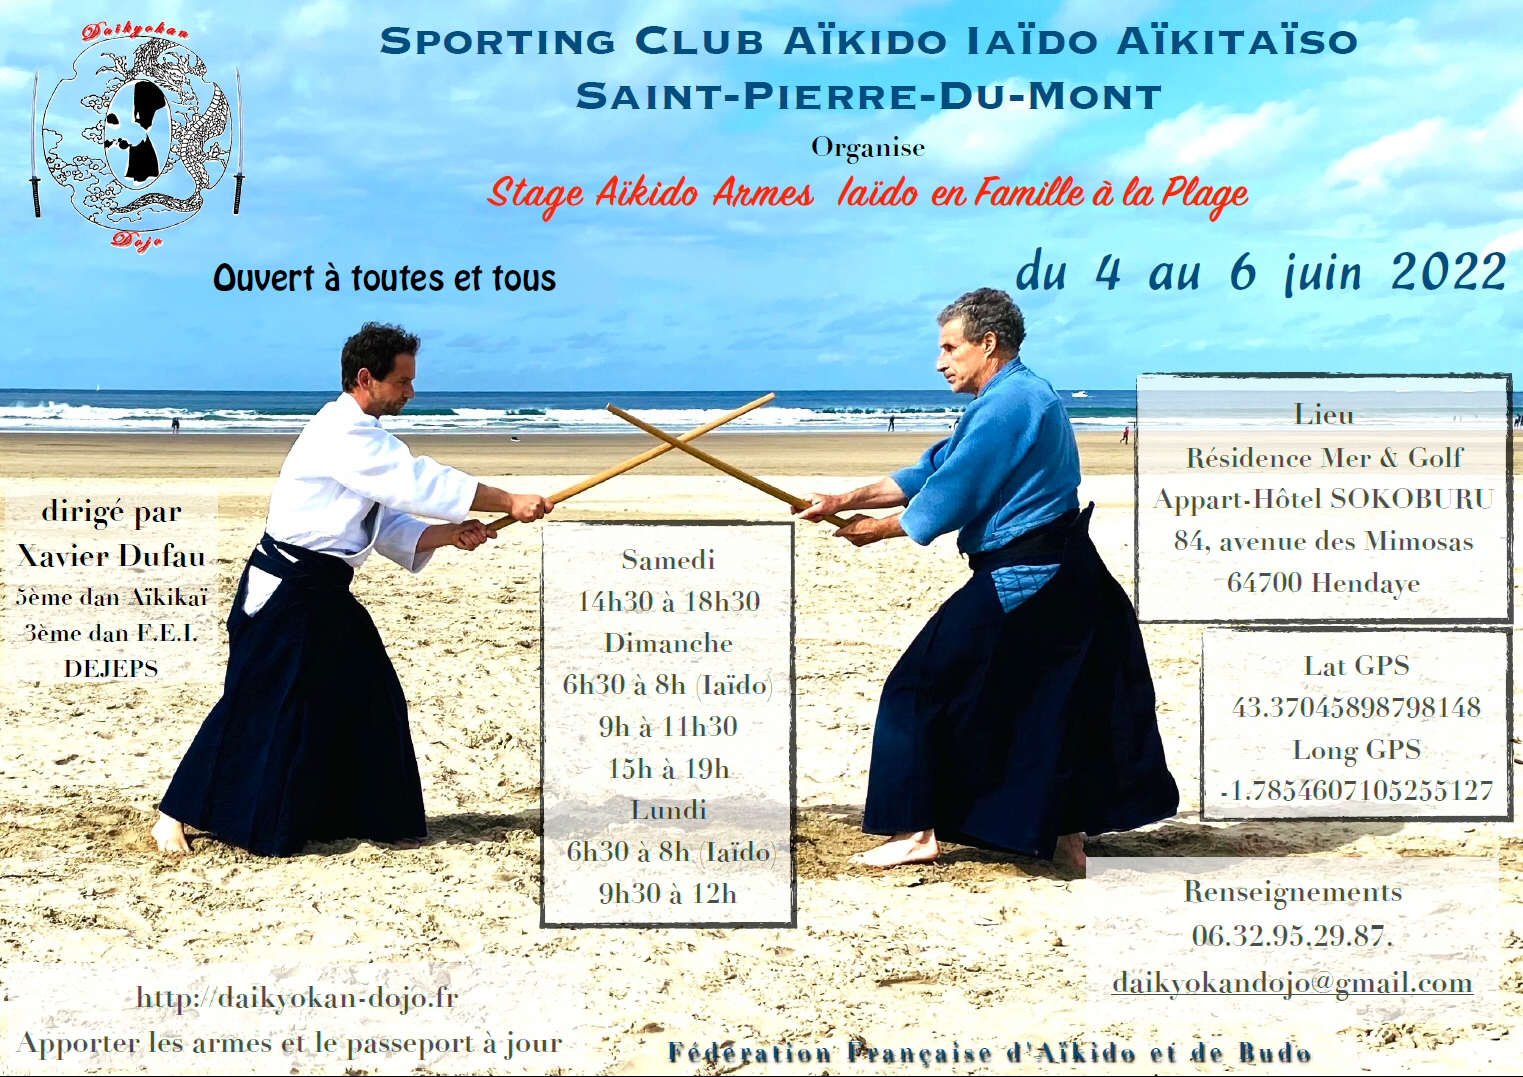 Daikyokan
Dojo
Sporting Club Aïkido Iaïdo Aïkitaïso
Saint-Pierre-Du-Mont
Organise
Stage Aïkido Armes Iaïdo en Famille à la Plage
Ouvert à toutes et tous
du 4 au 6 juin 2022
dirigé par
Xavier Dufau
5ème dan Aïkikaï
3ème dan F.E.I.
DEJEPS
Samedi
14h30 à 18h30
Dimanche
6h30 à 8h (Iaïdo)
9h à 11h30
15h à 19h
Lundi
6h30 à 8h (Iaïdo)
9h30 à 12h
Lieu
Résidence Mer & Golf
Appart-Hôtel SOKOBURU
84, avenue des Mimosas
64700 Hendaye
Lat GPS
43.37045898798148
Long GPS
-1.7854607105255127
Renseignements
06.32.95.29.87.
daikyokandojo@gmail.com
http://daikyokan-dojo.fr
Apporter les armes et le passeport à jour
Fédération Française d'Aïkido et de Budo